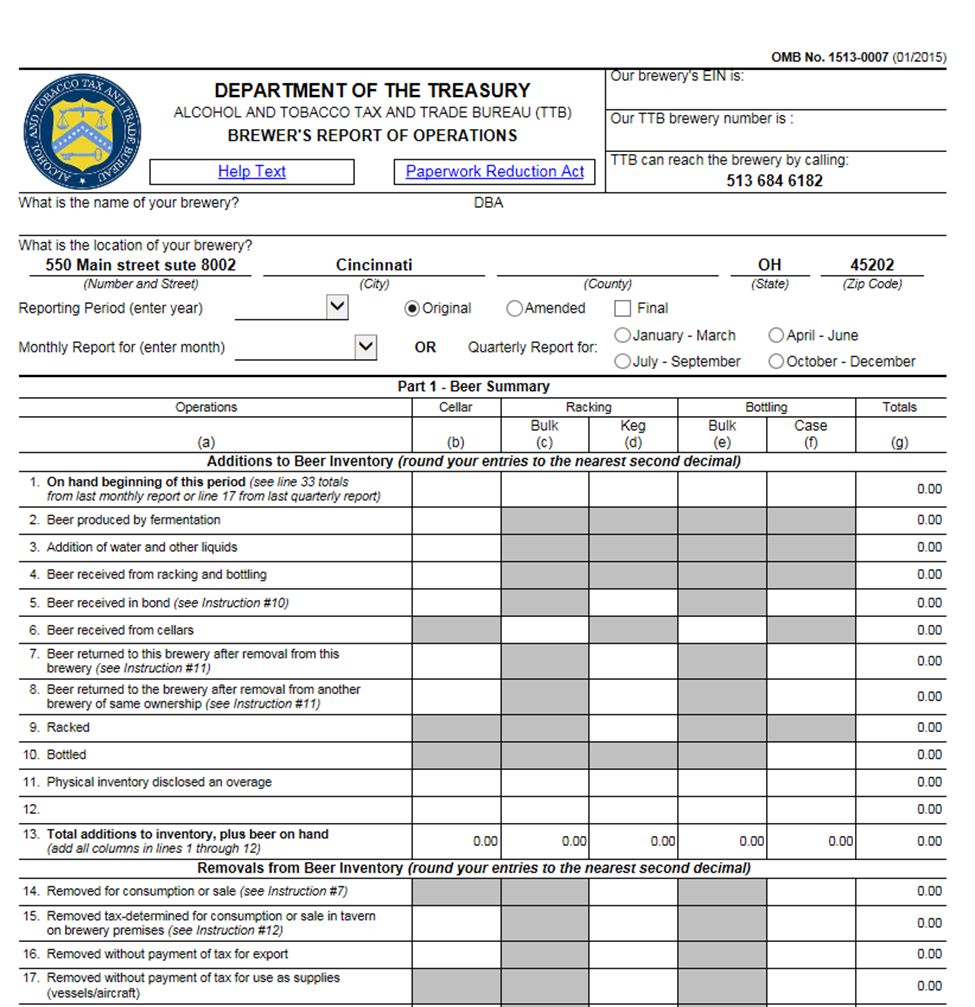 OMB No. 1513-0007 (01/2015)
ALCOHOL AND TOBACCO TAX AND TRADE BUREAU
DEPARTMENT OF THE TREASURY
ALCOHOL AND TOBACCO TAX AND TRADE BUREAU (TTB)
BREWER'S REPORT OF OPERATIONS
Help Text Paperwork Reduction Act
Our brewery's EIN is:
Our TTB brewery number is :
TTB can reach the brewery by calling:
513 684 6182
What is the name of your brewery? DBA
What is the location of your brewery?
550 Main street sute 8002 Cincinnati OH 45202
(Number and Street) (City) (County) (State) (Zip Code)
Reporting Period (enter year) Original Amended Final
Monthly Report for (enter month) OR Quarterly Report for: January - March April - June
July - September October - December
Part 1 - Beer Summary
Operations Cellar Racking Bottling Totals
Bulk Keg Bulk Case
(a) (b) (c) (d) (e) (f) (g)
Additions to Beer Inventory (round your entries to the nearest second decimal)
1. On hand beginning of this period (see line 33 totals
from last monthly report or line 17 from last quarterly report) 0.00
2. Beer produced by fermentation 0.00
3. Addition of water and other liquids 0.00
4. Beer received from racking and bottling 0.00
5. Beer received in bond (see Instruction #10) 0.00
6. Beer received from cellars 0.00
7. Beer returned to this brewery after removal from this
brewery (see Instruction #11) 0.00
8. Beer returned to the brewery after removal from another
brewery of same ownership (see Instruction #11) 0.00
9. Racked 0.00
10. Bottled 0.00
11. Physical inventory disclosed an overage 0.00
12. 0.00
13. Total additions to inventory, plus beer on hand
(add all columns in lines 1 through 12) 0.00 0.00 0.00 0.00 0.00 0.00
Removals from Beer Inventory (round your entries to the nearest second decimal)
14. Removed for consumption or sale (see Instruction #7) 0.00
15. Removed tax-determined for consumption or sale in tavern
on brewery premises (see Instruction #12) 0.00
16. Removed without payment of tax for export 0.00
17. Removed without payment of tax for use as supplies
(vessels/aircraft) 0.00